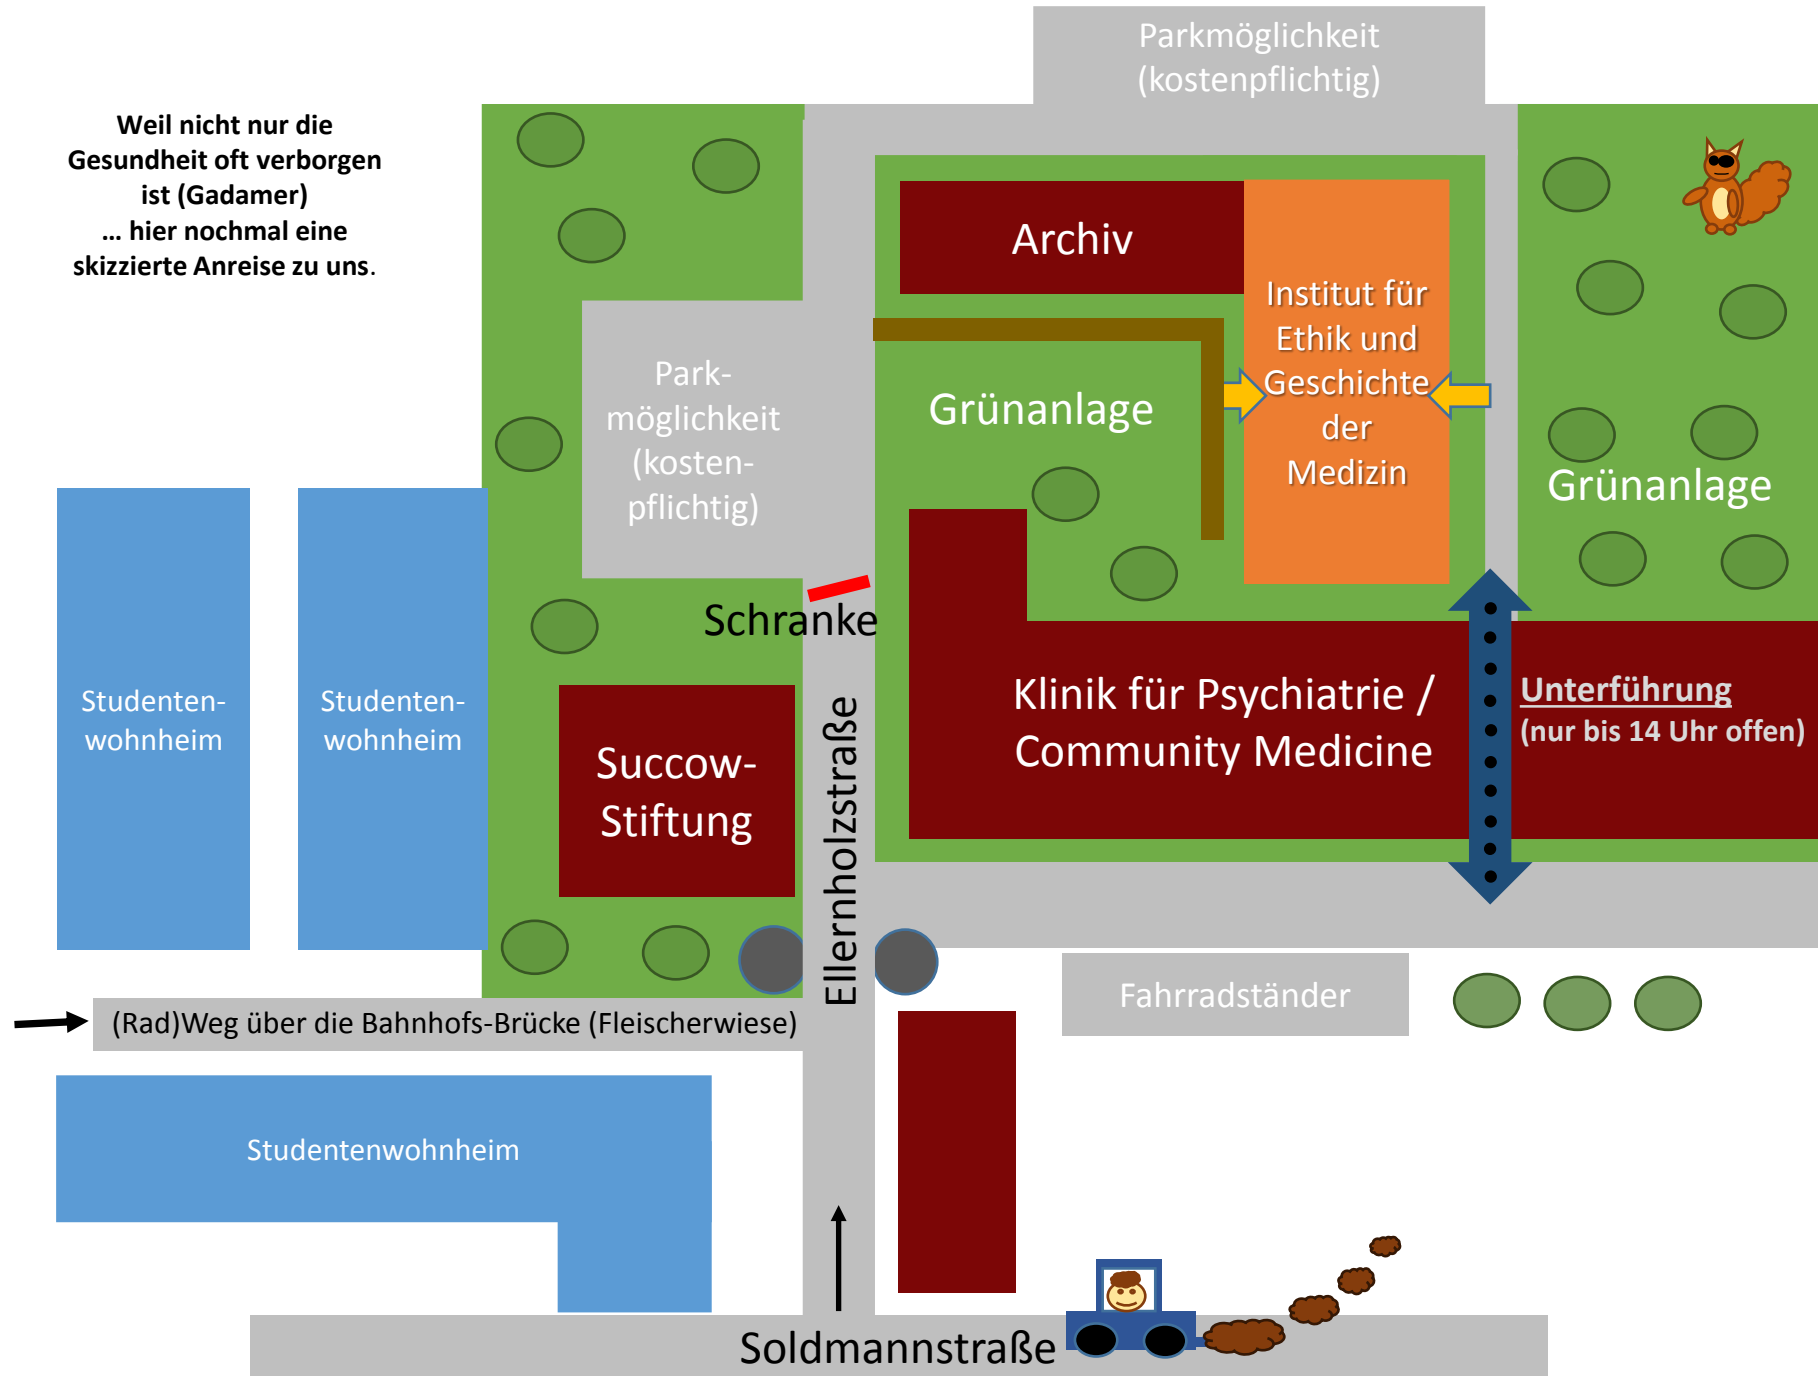 Parkmöglichkeit
(kostenpflichtig)
Weil nicht nur die
Gesundheit oft verborgen
ist (Gadamer)
... hier nochmal eine
skizzierte Anreise zu uns.
Archiv
Institut für
Ethik und
Geschichte
der
Medizin
Park-
möglichkeit
(kosten-
pflichtig)
Grünanlage
Grünanlage
Schranke
Studenten-
wohnheim
Studenten-
wohnheim
Succow-
Stiftung
Ellernholzstraße
Klinik für Psychiatrie /
Community Medicine
Unterführung
(nur bis 14 Uhr offen)
Fahrradständer
(Rad)Weg über die Bahnhofs-Brücke (Fleischerwiese)
Studentenwohnheim
Soldmannstraße